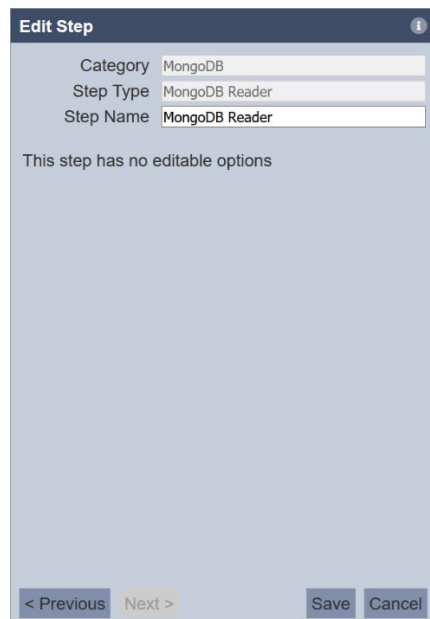 Edit Step
Category MongoDB
Step Type MongoDB Reader
Step Name MongoDB Reader
This step has no editable options
< Previous Next > Save Cancel